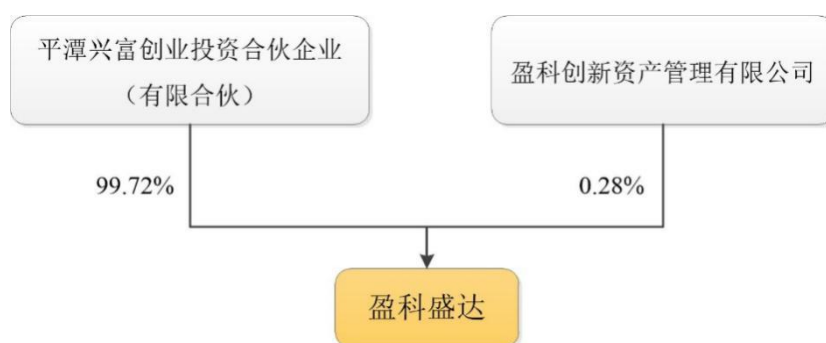 平潭兴富创业投资合伙企业
（有限合伙）
盈科创新资产管理有限公司
99.72%
0.28%
盈科盛达